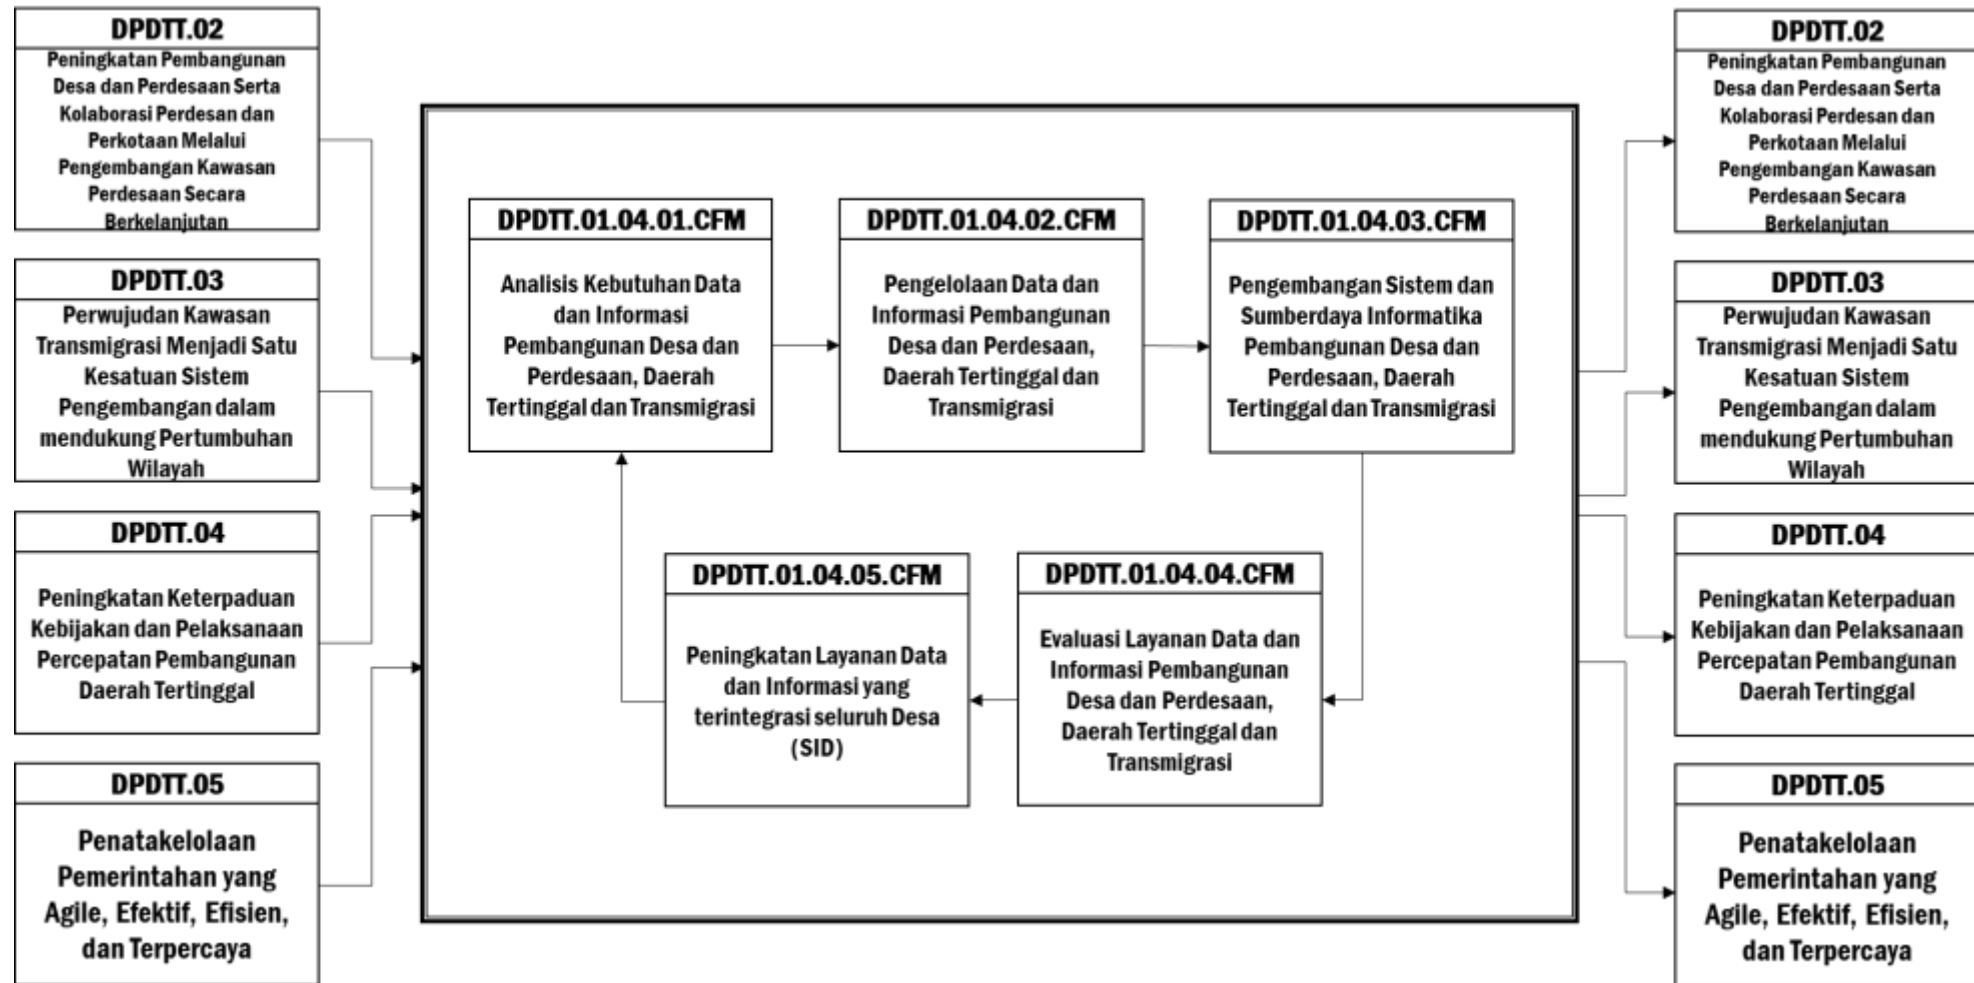 DPDTT.02
Peningkatan Pembangunan
Desa dan Perdesaan Serta
Kolaborasi Perdesan dan
Perkotaan Melalui
Pengembangan Kawasan
Perdesaan Secara
Berkelanjutan
DPDTT.03
Perwujudan Kawasan
Transmigrasi Menjadi Satu
Kesatuan Sistem
Pengembangan dalam
mendukung Pertumbuhan
Wilayah
DPDTT.04
Peningkatan Keterpaduan
Kebijakan dan Pelaksanaan
Percepatan Pembangunan
Daerah Tertinggal
DPDTT.05
Penatakelolaan
Pemerintahan yang
Agile, Efektif, Efisien,
dan Terpercaya
DPDTT.01.04.01.CFM
Analisis Kebutuhan Data
dan Informasi
Pembangunan Desa dan
Perdesaan, Daerah
Tertinggal dan Transmigrasi
DPDTT.01.04.02.CFM
Pengelolaan Data dan
Informasi Pembangunan
Desa dan Perdesaan,
Daerah Tertinggal dan
Transmigrasi
DPDTT.01.04.03.CFM
Pengembangan Sistem dan
Sumberdaya Informatika
Pembangunan Desa dan
Perdesaan, Daerah
Tertinggal dan Transmigrasi
DPDTT.01.04.05.CFM
Peningkatan Layanan Data
dan Informasi yang
terintegrasi seluruh Desa
(SID)
DPDTT.01.04.04.CFM
Evaluasi Layanan Data dan
Informasi Pembangunan
Desa dan Perdesaan,
Daerah Tertinggal dan
Transmigrasi
DPDTT.02
Peningkatan Pembangunan
Desa dan Perdesaan Serta
Kolaborasi Perdesan dan
Perkotaan Melalui
Pengembangan Kawasan
Perdesaan Secara
Berkelanjutan
DPDTT.03
Perwujudan Kawasan
Transmigrasi Menjadi Satu
Kesatuan Sistem
Pengembangan dalam
mendukung Pertumbuhan
Wilayah
DPDTT.04
Peningkatan Keterpaduan
Kebijakan dan Pelaksanaan
Percepatan Pembangunan
Daerah Tertinggal
DPDTT.05
Penatakelolaan
Pemerintahan yang
Agile, Efektif, Efisien,
dan Terpercaya